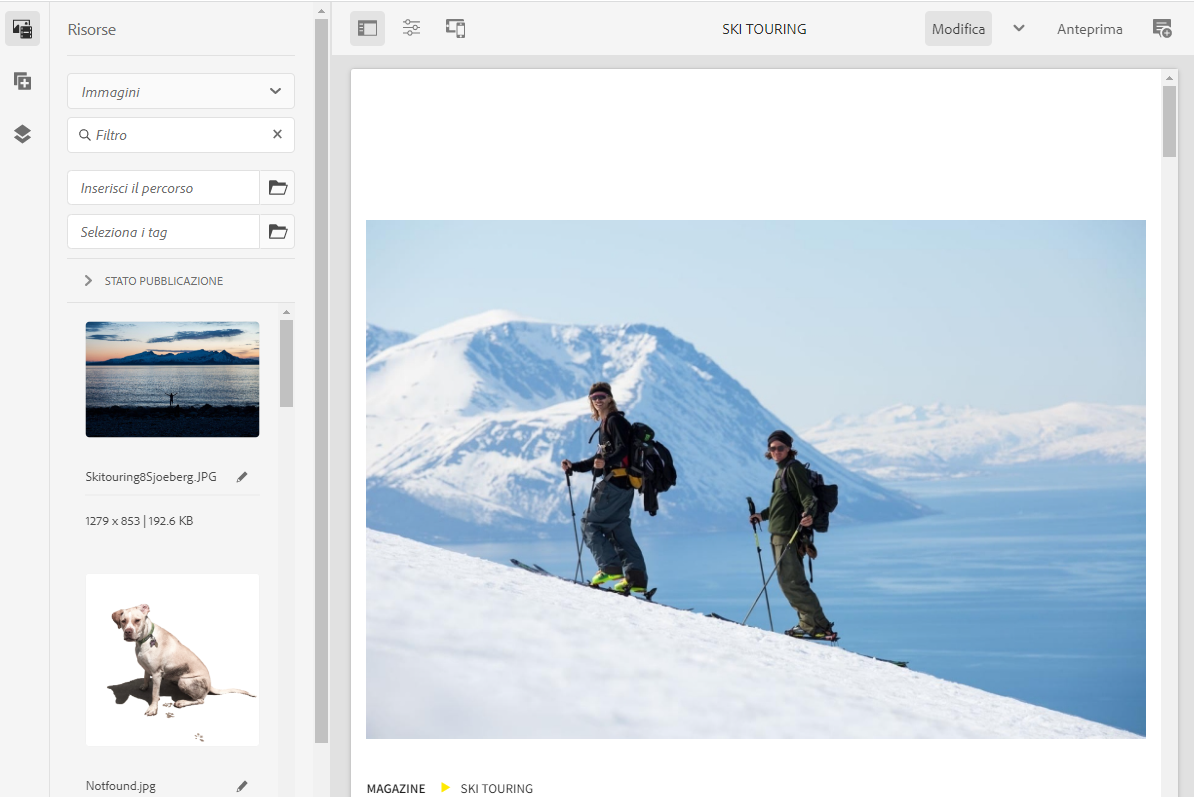 Risorse
SKI TOURING
Modifica
Anteprima
Immagini
Filtro
Inserisci il percorso
Seleziona i tag
STATO PUBBLICAZIONE
Skitouring8Sjoeberg.JPG
1279 x 853 | 192.6 KB
Notfound.jpg
MAGAZINE SKI TOURING